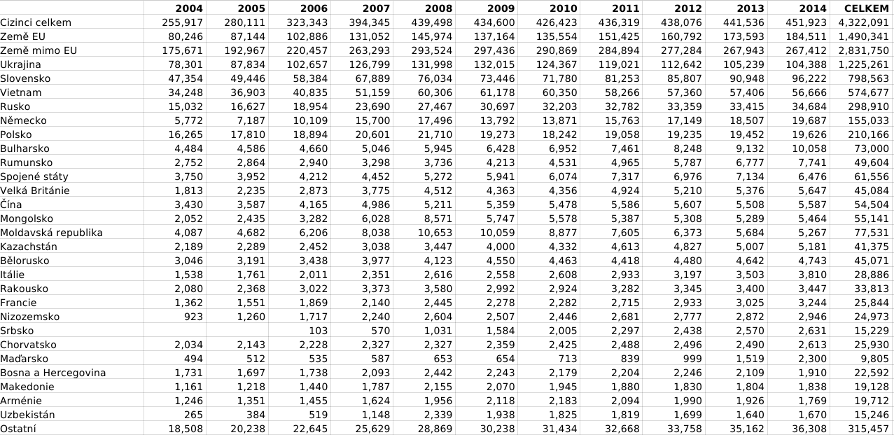 2004 2005 2006 2007 2008 2009 2010 2011 2012 2013 2014 CELKEM
Cizinci celkem 255,917 280,111 323,343 394,345 439,498 434,600 426,423 436,319 438,076 441,536 451,923 4,322,091
Země EU 80,246 87,144 102,886 131,052 145,974 137,164 135,554 151,425 160,792 173,593 184,511 1,490,341
Země mimo EU 175,671 192,967 220,457 263,293 293,524 297,436 290,869 284,894 277,284 267,943 267,412 2,831,750
Ukrajina 78,301 87,834 102,657 126,799 131,998 132,015 124,367 119,021 112,642 105,239 104,388 1,225,261
Slovensko 47,354 49,446 58,384 67,889 76,034 73,446 71,780 81,253 85,807 90,948 96,222 798,563
Vietnam 34,248 36,903 40,835 51,159 60,306 61,178 60,350 58,266 57,360 57,406 56,666 574,677
Rusko 15,032 16,627 18,954 23,690 27,467 30,697 32,203 32,782 33,359 33,415 34,684 298,910
Německo 5,772 7,187 10,109 15,700 17,496 13,792 13,871 15,763 17,149 18,507 19,687 155,033
Polsko 16,265 17,810 18,894 20,601 21,710 19,273 18,242 19,058 19,235 19,452 19,626 210,166
Bulharsko 4,484 4,586 4,660 5,046 5,945 6,428 6,952 7,461 8,248 9,132 10,058 73,000
Rumunsko 2,752 2,864 2,940 3,298 3,736 4,213 4,531 4,965 5,787 6,777 7,741 49,604
Spojené státy 3,750 3,952 4,212 4,452 5,272 5,941 6,074 7,317 6,976 7,134 6,476 61,556
Velká Británie 1,813 2,235 2,873 3,775 4,512 4,363 4,356 4,924 5,210 5,376 5,647 45,084
Čína 3,430 3,587 4,165 4,986 5,211 5,359 5,478 5,586 5,607 5,508 5,587 54,504
Mongolsko 2,052 2,435 3,282 6,028 8,571 5,747 5,578 5,387 5,308 5,289 5,464 55,141
Moldavská republika 4,087 4,682 6,206 8,038 10,653 10,059 8,877 7,605 6,373 5,684 5,267 77,531
Kazachstán 2,189 2,289 2,452 3,038 3,447 4,000 4,332 4,613 4,827 5,007 5,181 41,375
Bělorusko 3,046 3,191 3,438 3,977 4,123 4,550 4,463 4,418 4,480 4,642 4,743 45,071
Itálie 1,538 1,761 2,011 2,351 2,616 2,558 2,608 2,933 3,197 3,503 3,810 28,886
Rakousko 2,080 2,368 3,022 3,373 3,580 2,992 2,924 3,282 3,345 3,400 3,447 33,813
Francie 1,362 1,551 1,869 2,140 2,445 2,278 2,282 2,715 2,933 3,025 3,244 25,844
Nizozemsko 923 1,260 1,717 2,240 2,604 2,507 2,446 2,681 2,777 2,872 2,946 24,973
Srbsko 103 570 1,031 1,584 2,005 2,297 2,438 2,570 2,631 15,229
Chorvatsko 2,034 2,143 2,228 2,327 2,327 2,359 2,425 2,488 2,496 2,490 2,613 25,930
Maďarsko 494 512 535 587 653 654 713 839 999 1,519 2,300 9,805
Bosna a Hercegovina 1,731 1,697 1,738 2,093 2,442 2,243 2,179 2,204 2,246 2,109 1,910 22,592
Makedonie 1,161 1,218 1,440 1,787 2,155 2,070 1,945 1,880 1,830 1,804 1,838 19,128
Arménie 1,246 1,351 1,455 1,624 1,956 2,118 2,183 2,094 1,990 1,926 1,769 19,712
Uzbekistán 265 384 519 1,148 2,339 1,938 1,825 1,819 1,699 1,640 1,670 15,246
Ostatní 18,508 20,238 22,645 25,629 28,869 30,238 31,434 32,668 33,758 35,162 36,308 315,457